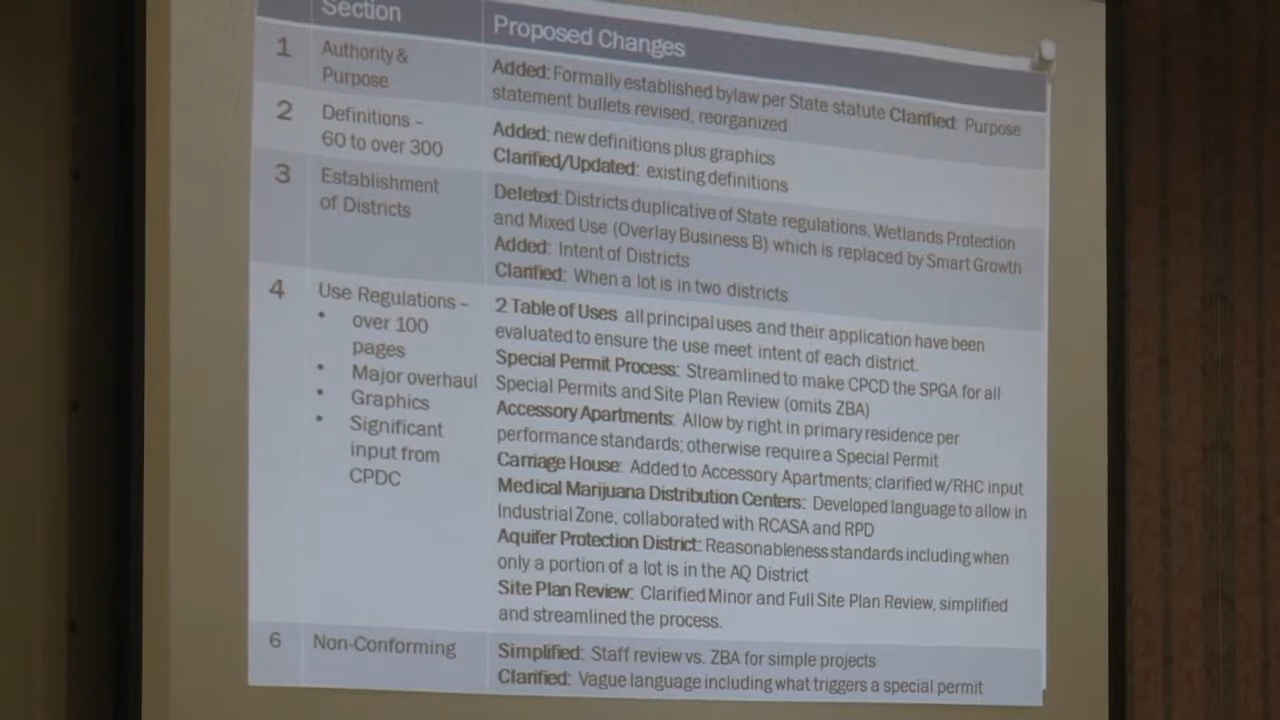 Section
Proposed Changes
1
Authority &
Purpose
Added: Formally established bylaw per State statute Clarified: Purpose
statement bullets revised, reorganized
2
Definitions –
60 to over 300
Added: new definitions plus graphics
Clarified/Updated: existing definitions
3
Establishment
of Districts
Deleted: Districts duplicative of State regulations, Wetlands Protection
and Mixed Use (Overlay Business B) which is replaced by Smart Growth
Added: Intent of Districts
Clarified: When a lot is in two districts
4
Use Regulations –
• over 100
pages
• Major overhaul
• Graphics
• Significant
input from
CPDC
2 Table of Uses all principal uses and their application have been
evaluated to ensure the use meet intent of each district.
Special Permit Process: Streamlined to make CPCD the SPGA for all
Special Permits and Site Plan Review (omits ZBA)
Accessory Apartments: Allow by right in primary residence per
performance standards; otherwise require a Special Permit
Carriage House: Added to Accessory Apartments; clarified w/RHC input
Medical Marijuana Distribution Centers: Developed language to allow in
Industrial Zone, collaborated with RCASA and RPD
Aquifer Protection District: Reasonableness standards including when
only a portion of a lot is in the AQ District
Site Plan Review: Clarified Minor and Full Site Plan Review, simplified
and streamlined the process.
6
Non-Conforming
Simplified: Staff review vs. ZBA for simple projects
Clarified: Vague language including what triggers a special permit